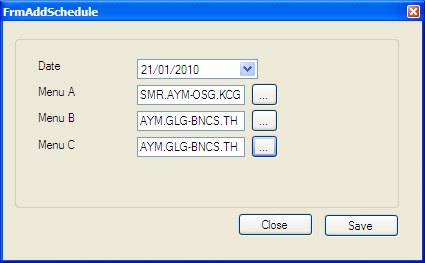 FrmAddSchedule
Date 21/01/2010
Menu A SMR.AYM-OSG.KCG ...
Menu B AYM.GLG-BNCS.TH ...
Menu C AYM.GLG-BNCS.TH ...
Close Save